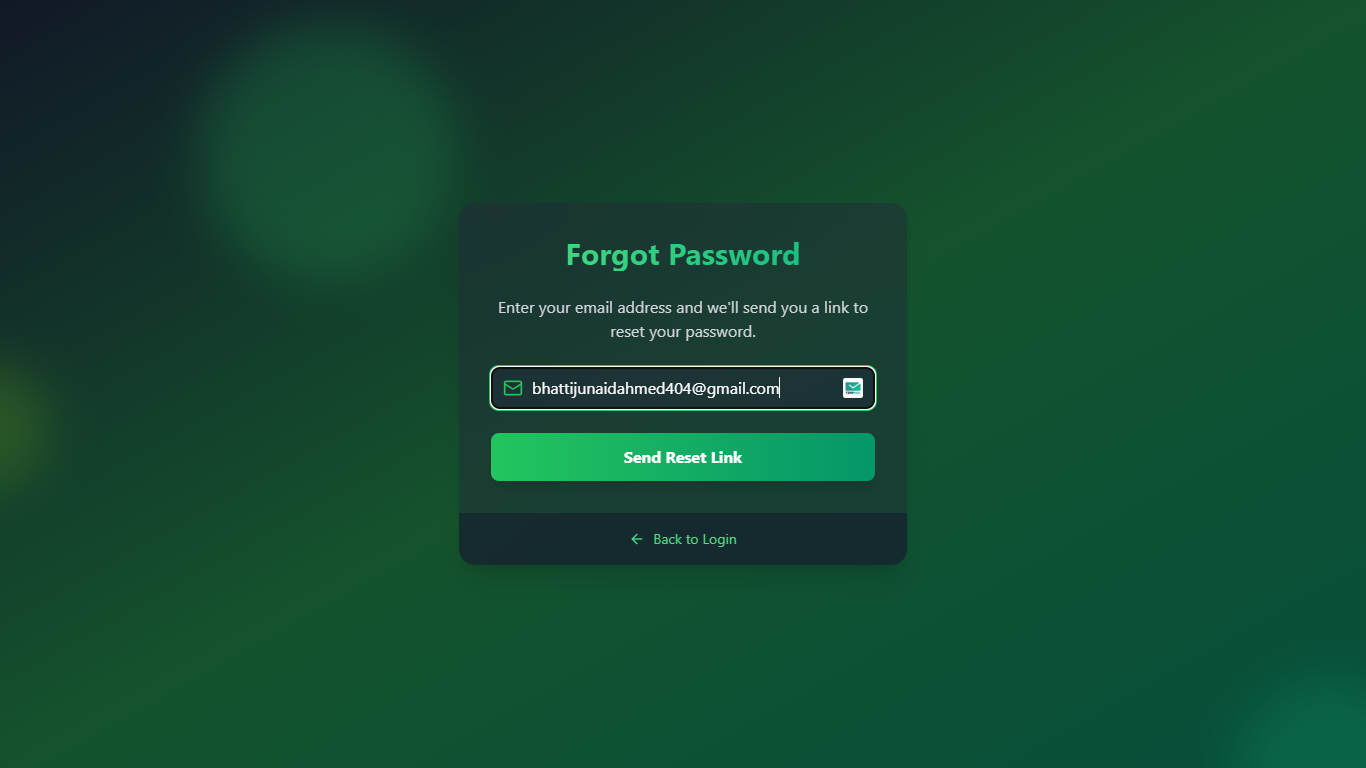 Forgot Password
Enter your email address and we'll send you a link to
reset your password.
bhattijunaidahmed404@gmail.com
Send Reset Link
Back to Login